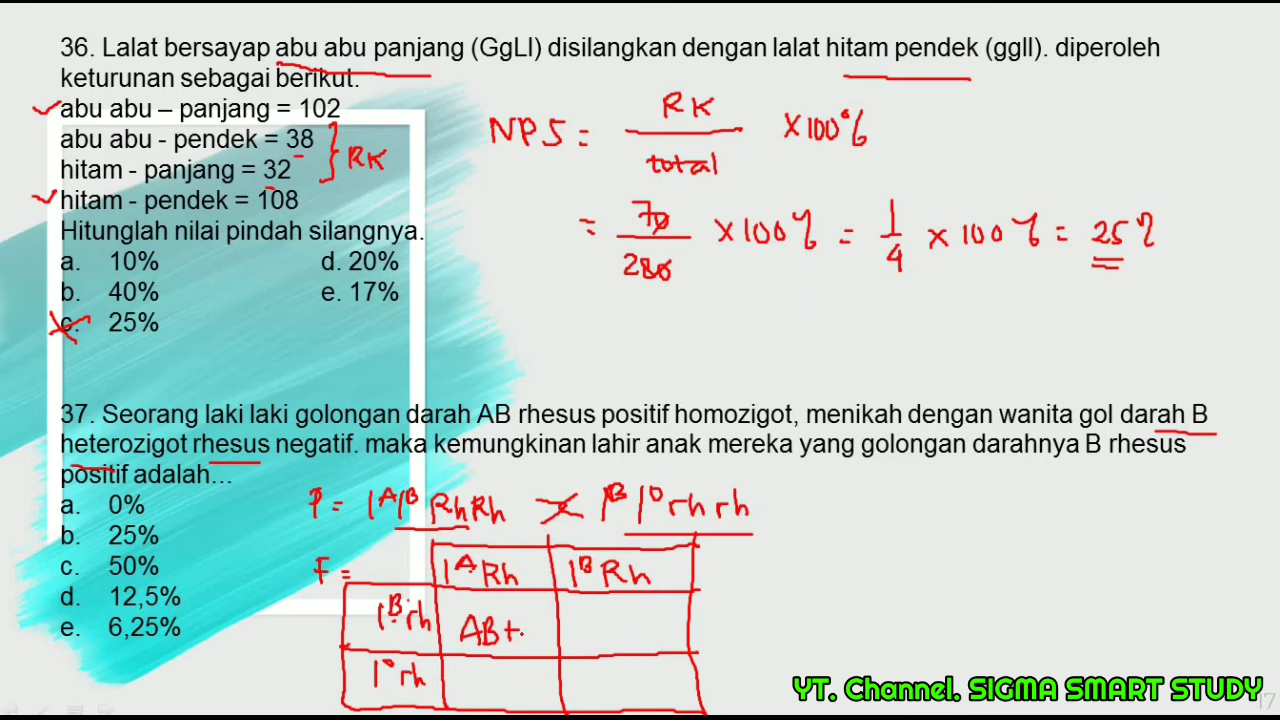 36. Lalat bersayap abu abu panjang (GgLl) disilangkan dengan lalat hitam pendek (ggll). diperoleh
keturunan sebagai berikut.
abu abu – panjang = 102
abu abu - pendek = 38
hitam - panjang = 32
RK
hitam - pendek = 108
Hitunglah nilai pindah silangnya.
a. 10% d. 20%
b. 40% e. 17%
c. 25%
NPS = RK / total x 100%
= 70 / 280 x 100% = 1 / 4 x 100% = 25%
37. Seorang laki laki golongan darah AB rhesus positif homozigot, menikah dengan wanita gol darah B
heterozigot rhesus negatif. maka kemungkinan lahir anak mereka yang golongan darahnya B rhesus
positif adalah...
a. 0%
b. 25%
c. 50%
d. 12,5%
e. 6,25%
P = I^A I^B RhRh x I^B I^O rh rh
F =
I^A Rh I^B Rh
I^B rh AB+
I^O rh
YT. Channel. SIGMA SMART STUDY
17